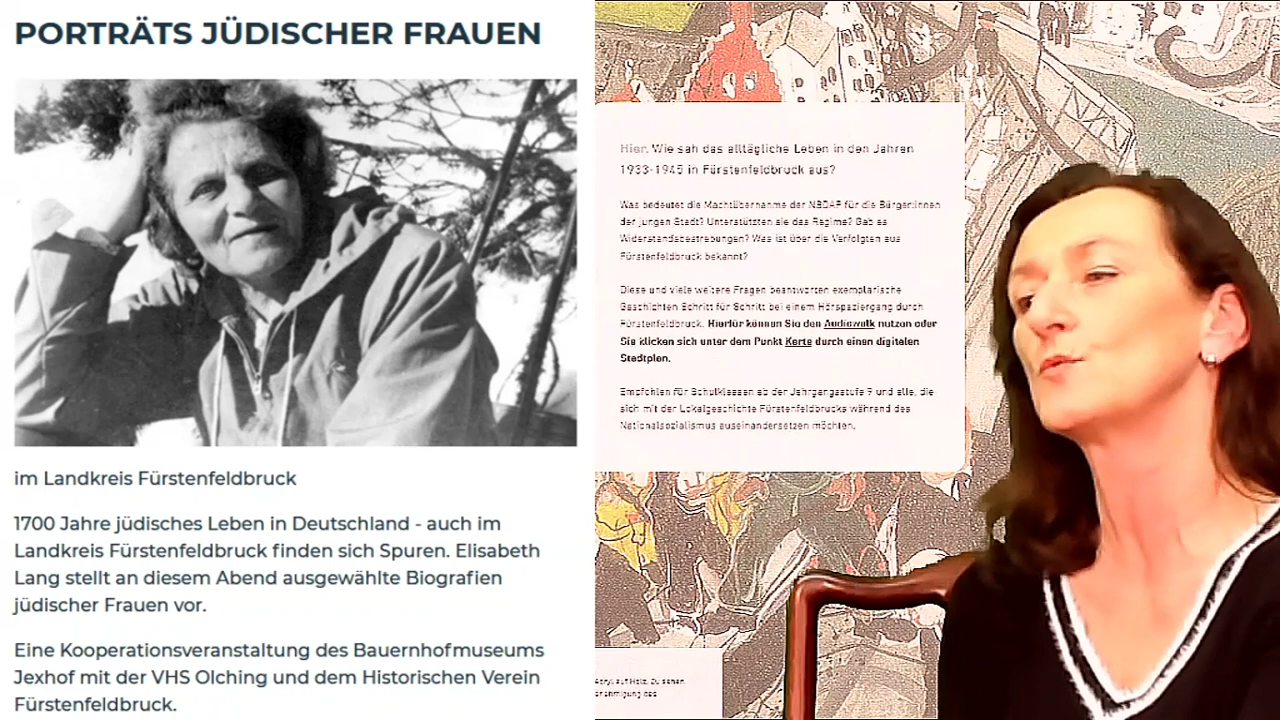 PORTRÄTS JÜDISCHER FRAUEN
im Landkreis Fürstenfeldbruck
1700 Jahre jüdisches Leben in Deutschland - auch im
Landkreis Fürstenfeldbruck finden sich Spuren. Elisabeth
Lang stellt an diesem Abend ausgewählte Biografien
jüdischer Frauen vor.
Eine Kooperationsveranstaltung des Bauernhofmuseums
Jexhof mit der VHS Olching und dem Historischen Verein
Fürstenfeldbruck.
Hier. Wie sah das alltägliche Leben in den Jahren
1933-1945 in Fürstenfeldbruck aus?
Was bedeutet die Machtübernahme der NSDAP für die Bürger:innen
der jungen Stadt? Unterstützten sie das Regime? Gab es
Widerstandsbestrebungen? Was ist über die Verfolgten aus
Fürstenfeldbruck bekannt?
Diese und viele weitere Fragen beantworten exemplarische
Geschichten Schritt für Schritt bei einem Hörspaziergang durch
Fürstenfeldbruck. Hierfür können Sie den Audiowalk nutzen oder
Sie klicken sich unter dem Punkt Karte durch einen digitalen
Stadtplan.
Empfohlen für Schulklassen ab der Jahrgangsstufe 9 und alle, die
sich mit der Lokalgeschichte Fürstenfeldbrucks während des
Nationalsozialismus auseinandersetzen möchten.
Acryl auf Holz. Zu sehen